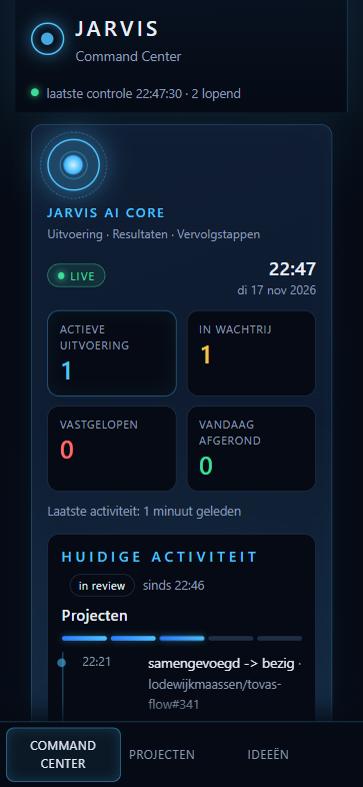 JARVIS
Command Center
laatste controle 22:47:30 · 2 lopend
JARVIS AI CORE
Uitvoering · Resultaten · Vervolgstappen
LIVE
22:47
di 17 nov 2026
ACTIEVE
UITVOERING
1
IN WACHTRIJ
1
VASTGELOPEN
0
VANDAAG
AFGEROND
0
Laatste activiteit: 1 minuut geleden
HUIDIGE ACTIVITEIT
in review sinds 22:46
Projecten
22:21 samengevoegd -> bezig ·
lodewijkmaassen/tovas-
flow#341
COMMAND
CENTER
PROJECTEN
IDEEËN